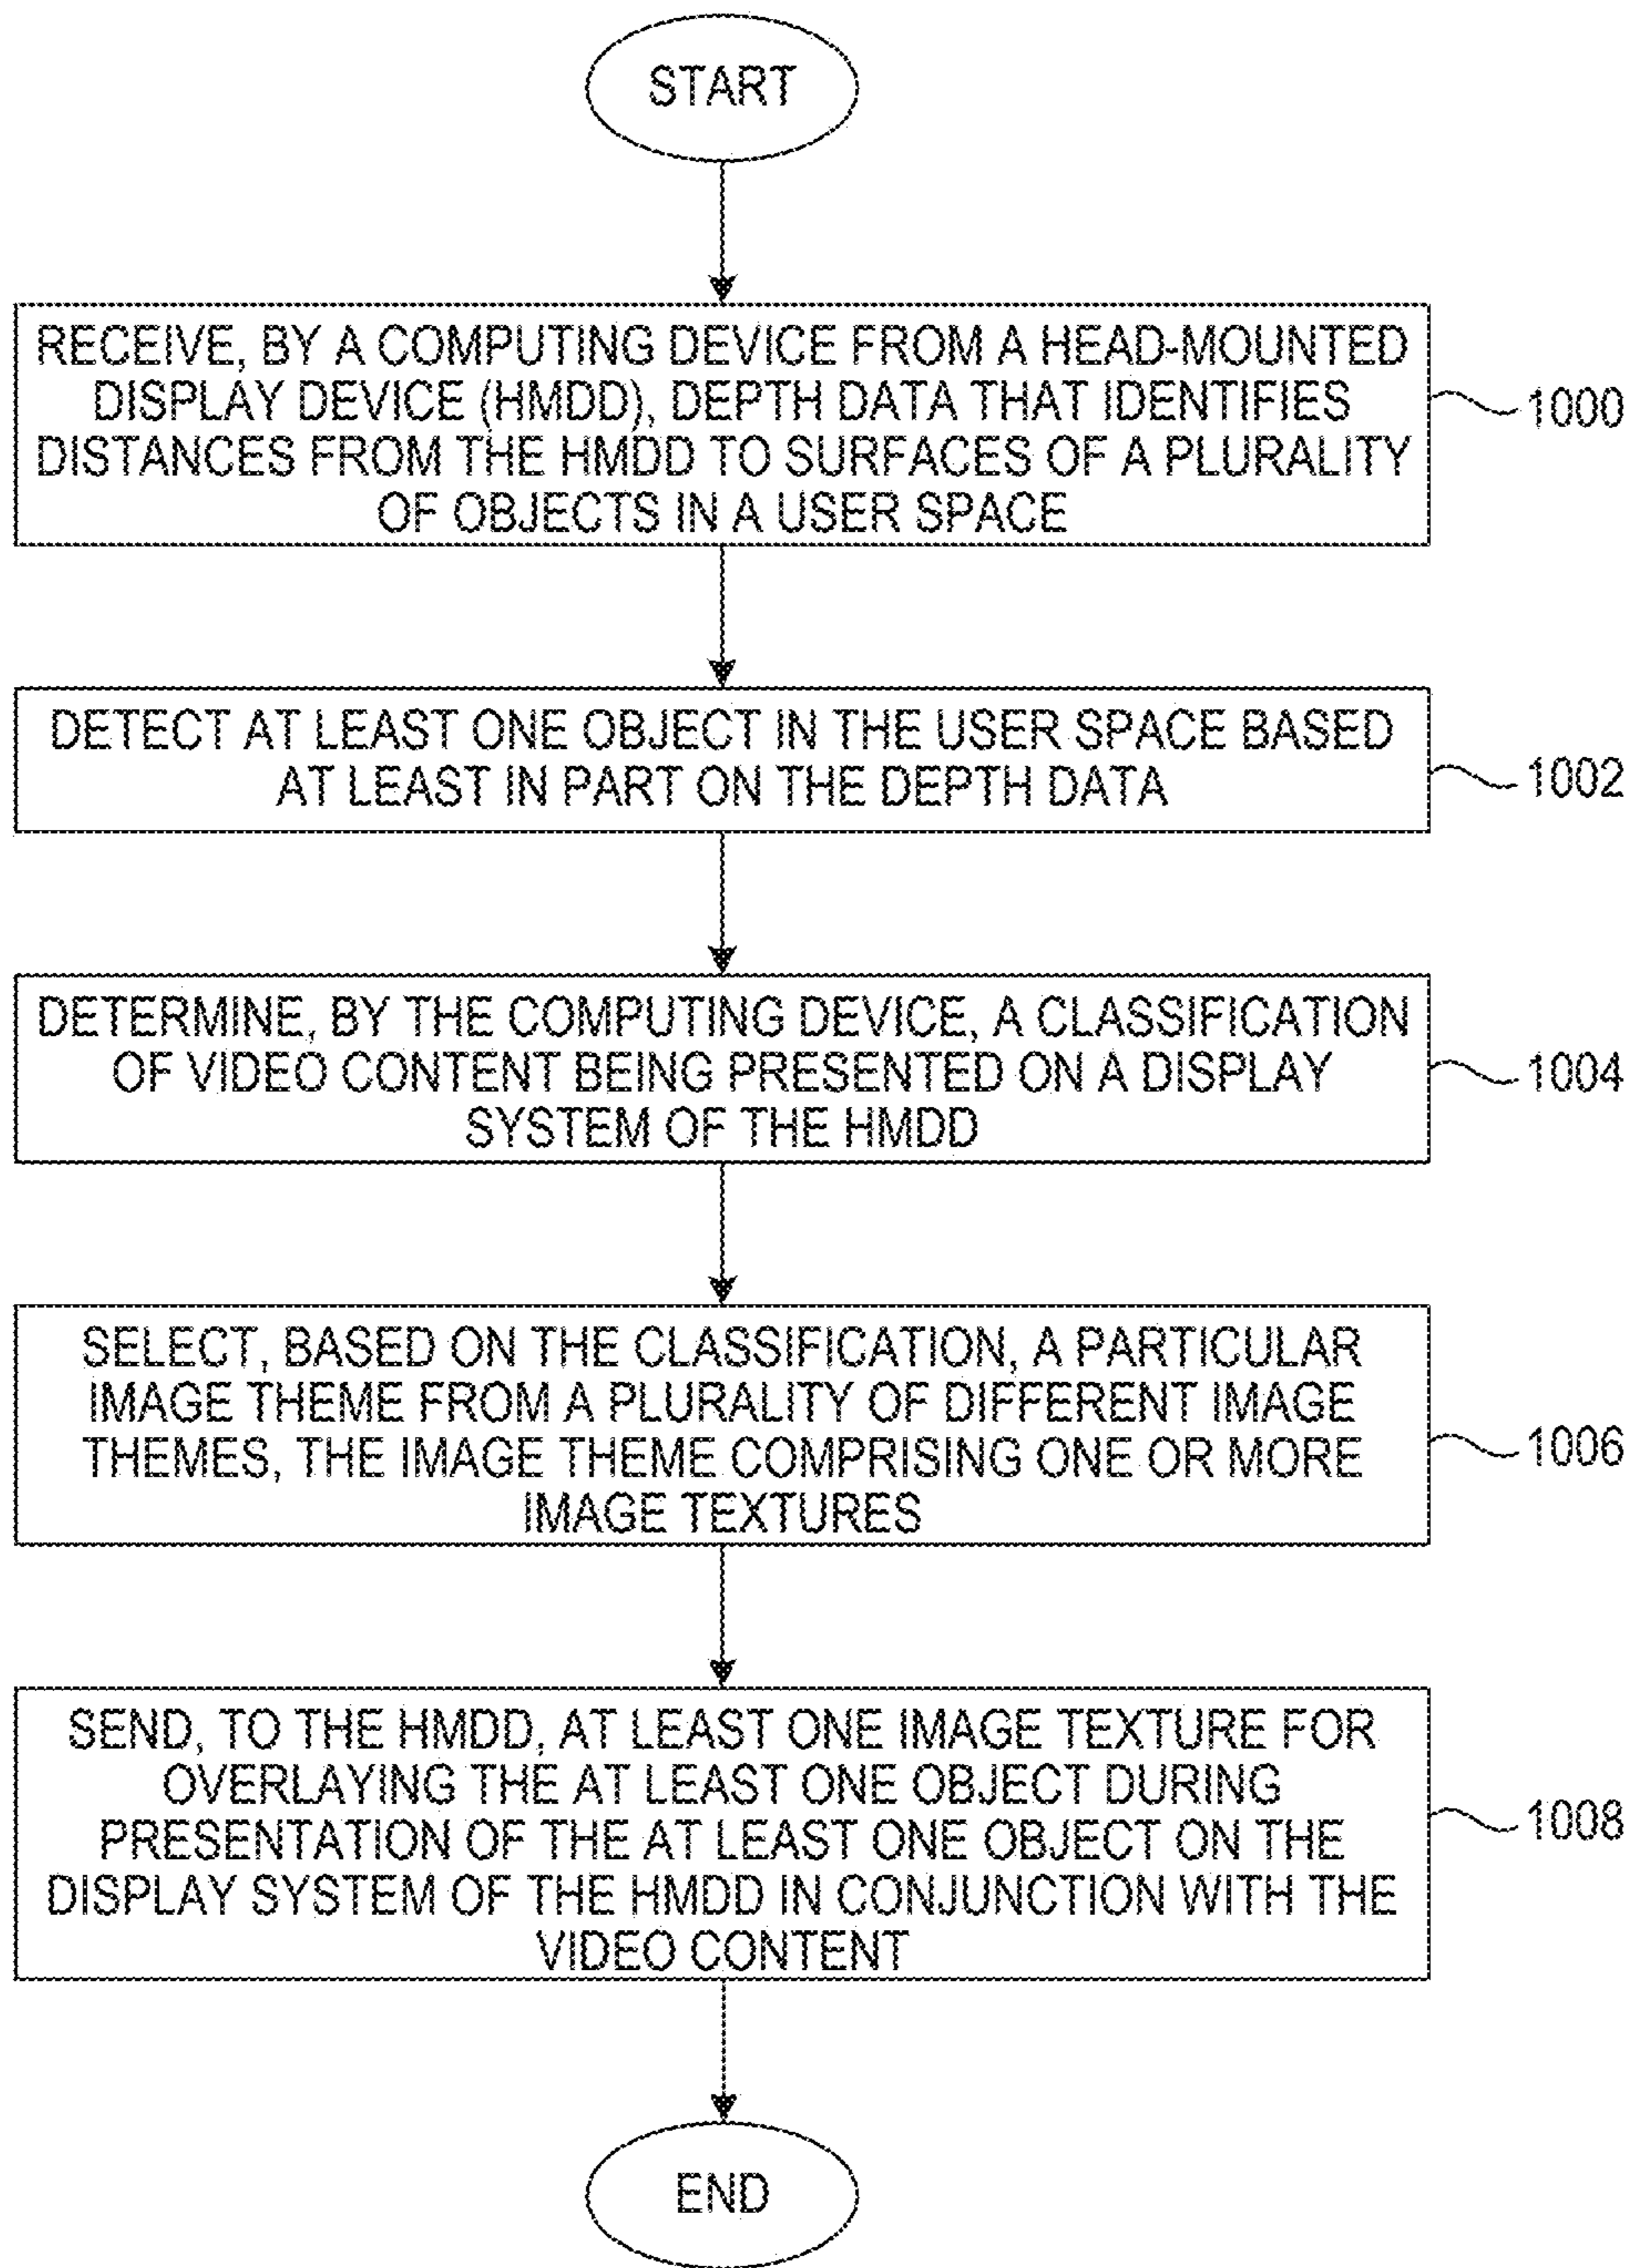 START
RECEIVE, BY A COMPUTING DEVICE FROM A HEAD-MOUNTED
DISPLAY DEVICE (HMDD), DEPTH DATA THAT IDENTIFIES
DISTANCES FROM THE HMDD TO SURFACES OF A PLURALITY
OF OBJECTS IN A USER SPACE
1000
DETECT AT LEAST ONE OBJECT IN THE USER SPACE BASED
AT LEAST IN PART ON THE DEPTH DATA
1002
DETERMINE, BY THE COMPUTING DEVICE, A CLASSIFICATION
OF VIDEO CONTENT BEING PRESENTED ON A DISPLAY
SYSTEM OF THE HMDD
1004
SELECT, BASED ON THE CLASSIFICATION, A PARTICULAR
IMAGE THEME FROM A PLURALITY OF DIFFERENT IMAGE
THEMES, THE IMAGE THEME COMPRISING ONE OR MORE
IMAGE TEXTURES
1006
SEND, TO THE HMDD, AT LEAST ONE IMAGE TEXTURE FOR
OVERLAYING THE AT LEAST ONE OBJECT DURING
PRESENTATION OF THE AT LEAST ONE OBJECT ON THE
DISPLAY SYSTEM OF THE HMDD IN CONJUNCTION WITH THE
VIDEO CONTENT
1008
END